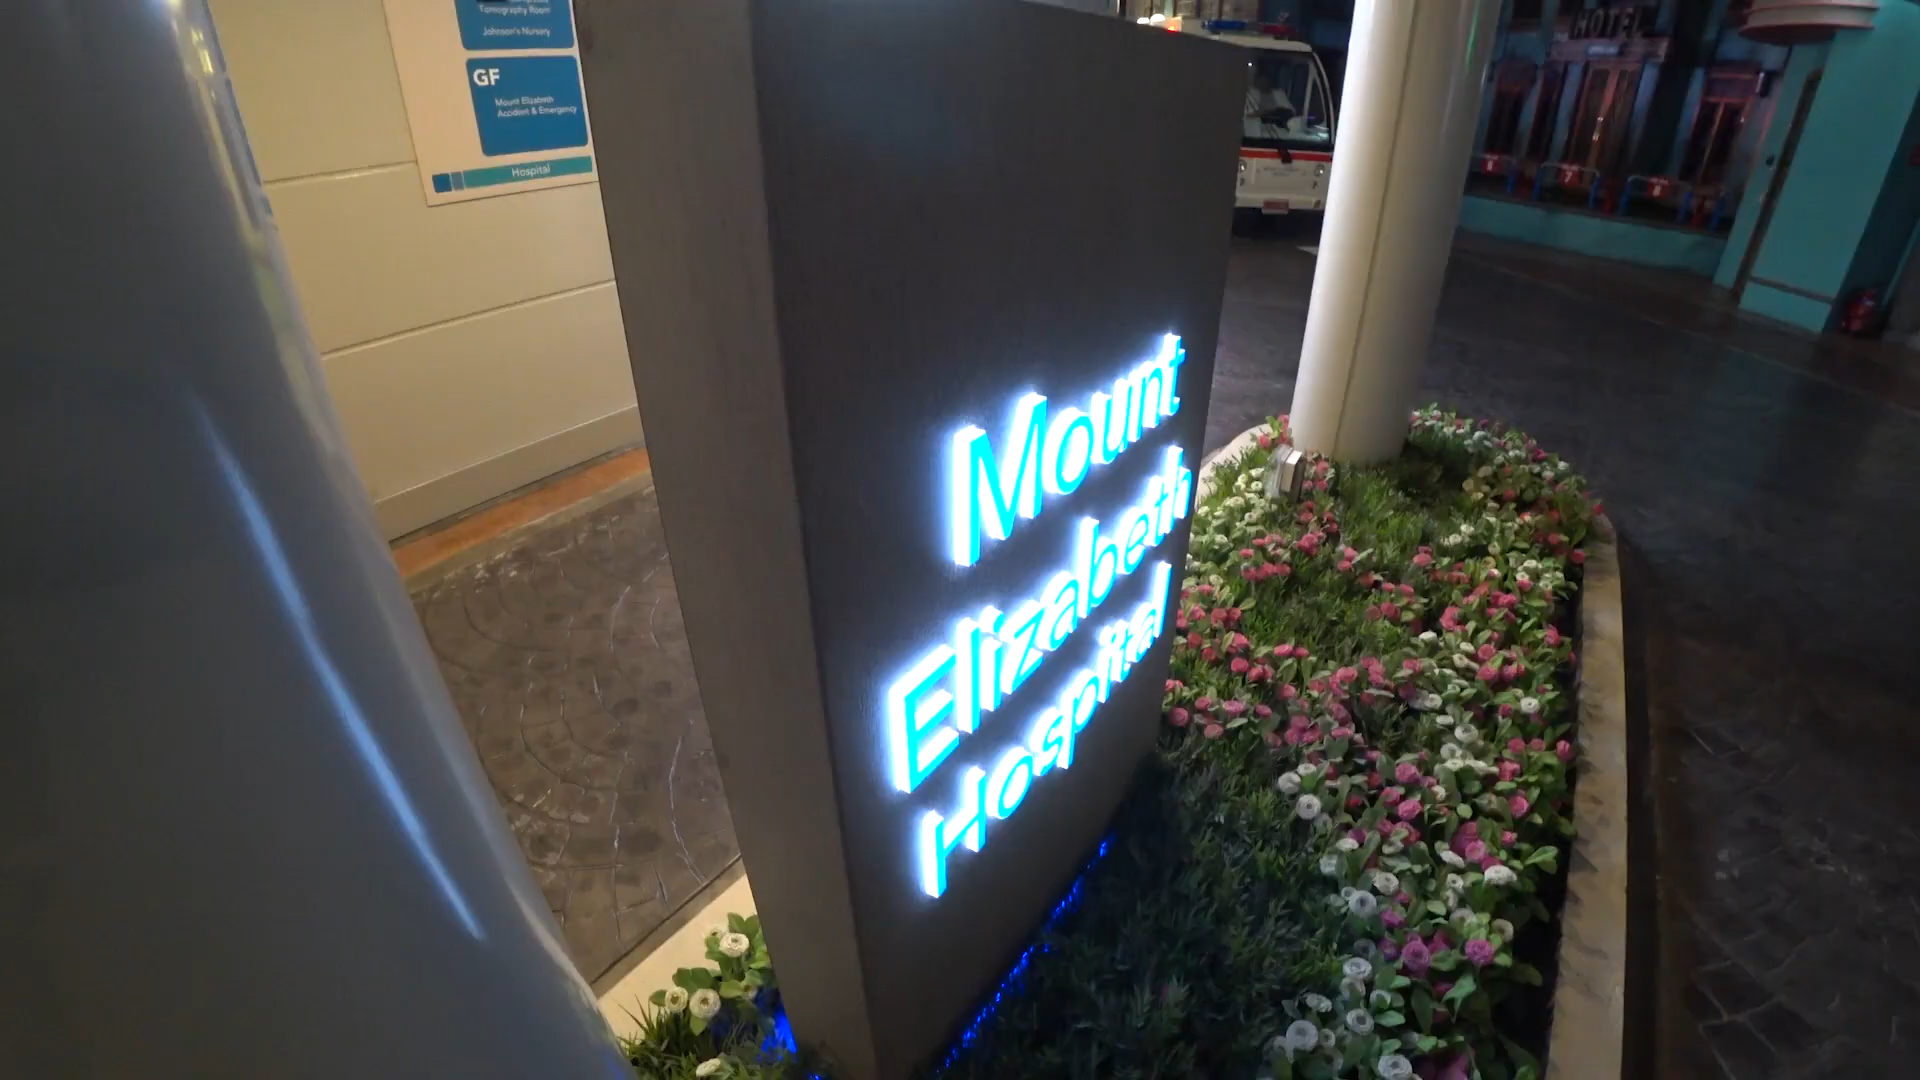 Tomography Room
Johnson's Nursery
GF
Mount Elizabeth
Accident & Emergency
Hospital
Mount
Elizabeth
Hospital
HOTEL